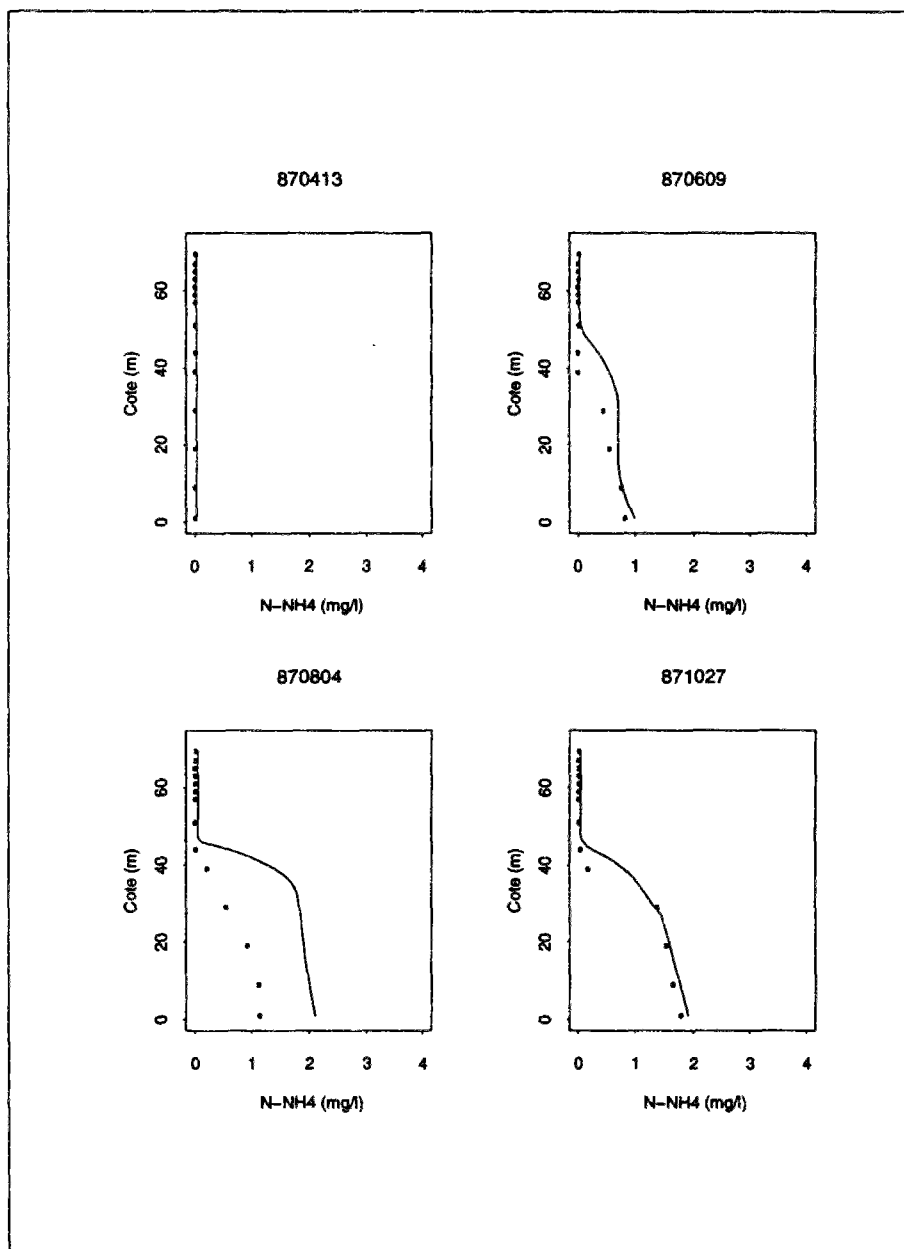 870413
870609
Cote (m)
60
40
20
0
0 1 2 3 4
N-NH4 (mg/l)
Cote (m)
60
40
20
0
0 1 2 3 4
N-NH4 (mg/l)
870804
871027
Cote (m)
60
40
20
0
0 1 2 3 4
N-NH4 (mg/l)
Cote (m)
60
40
20
0
0 1 2 3 4
N-NH4 (mg/l)